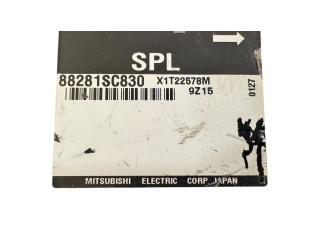 SPL
88281SC830 X1T22578M
9Z15
0127
MITSUBISHI ELECTRIC CORP. JAPAN